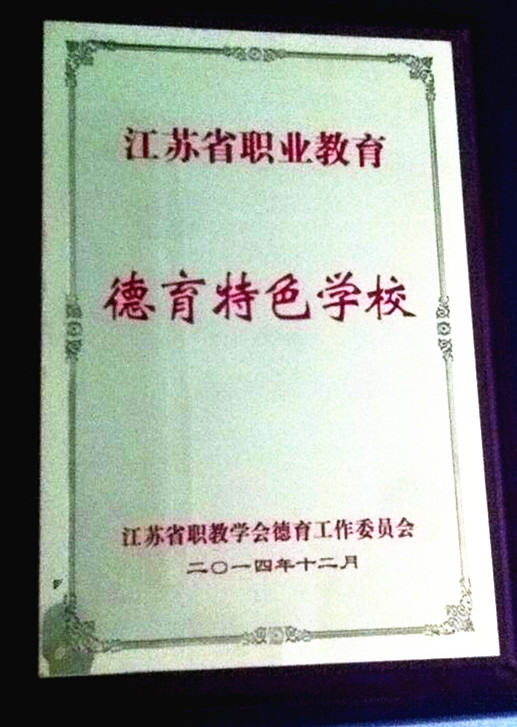 江苏省职业教育
德育特色学校
江苏省职教学会德育工作委员会
二〇一四年十二月